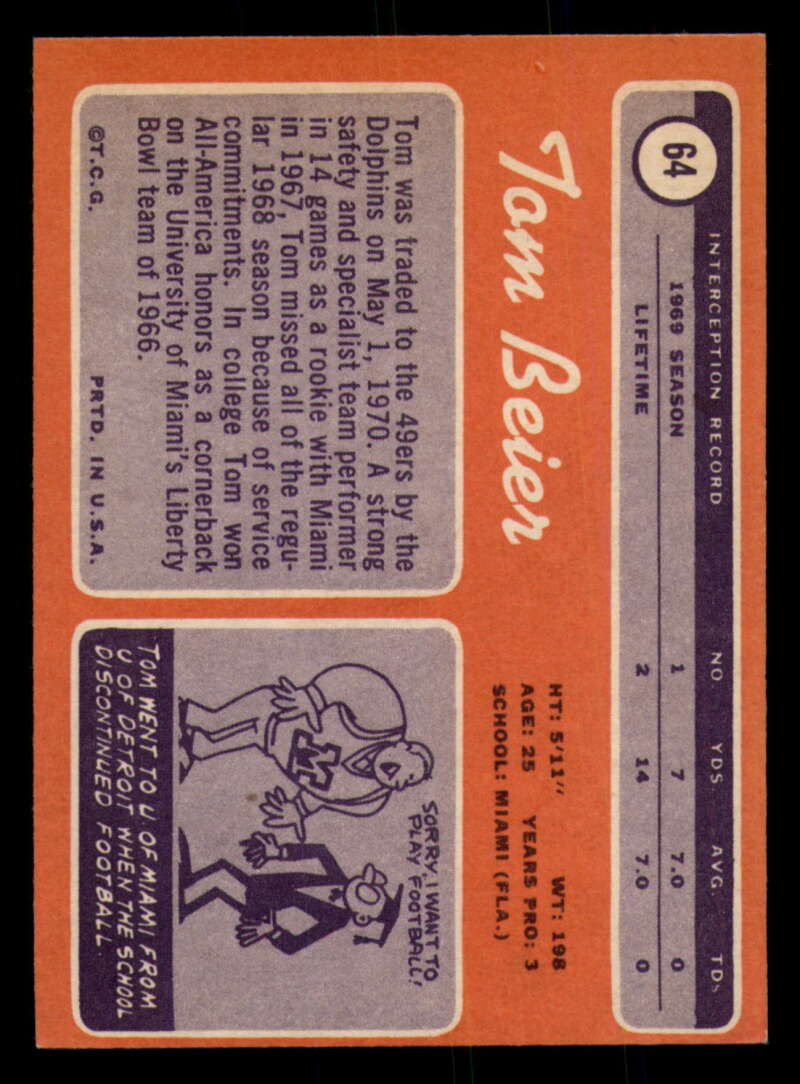 64
INTERCEPTION RECORD NO YDS AVG. TDs
1969 SEASON 1 7 7.0 0
LIFETIME 2 14 7.0 0
Tom Beier
HT: 5'11" WT: 198
AGE: 25 YEARS PRO: 3
SCHOOL: MIAMI (FLA.)
Tom was traded to the 49ers by the
Dolphins on May 1, 1970. A strong
safety and specialist team performer
in 14 games as a rookie with Miami
in 1967, Tom missed all of the regu-
lar 1968 season because of service
commitments. In college Tom won
All-America honors as a cornerback
on the University of Miami's Liberty
Bowl team of 1966.
©T.C.G. PRTD. IN U.S.A.
SORRY, I WANT TO
PLAY FOOTBALL!
M
TOM WENT TO U OF MIAMI FROM
U OF DETROIT WHEN THE SCHOOL
DISCONTINUED FOOTBALL.